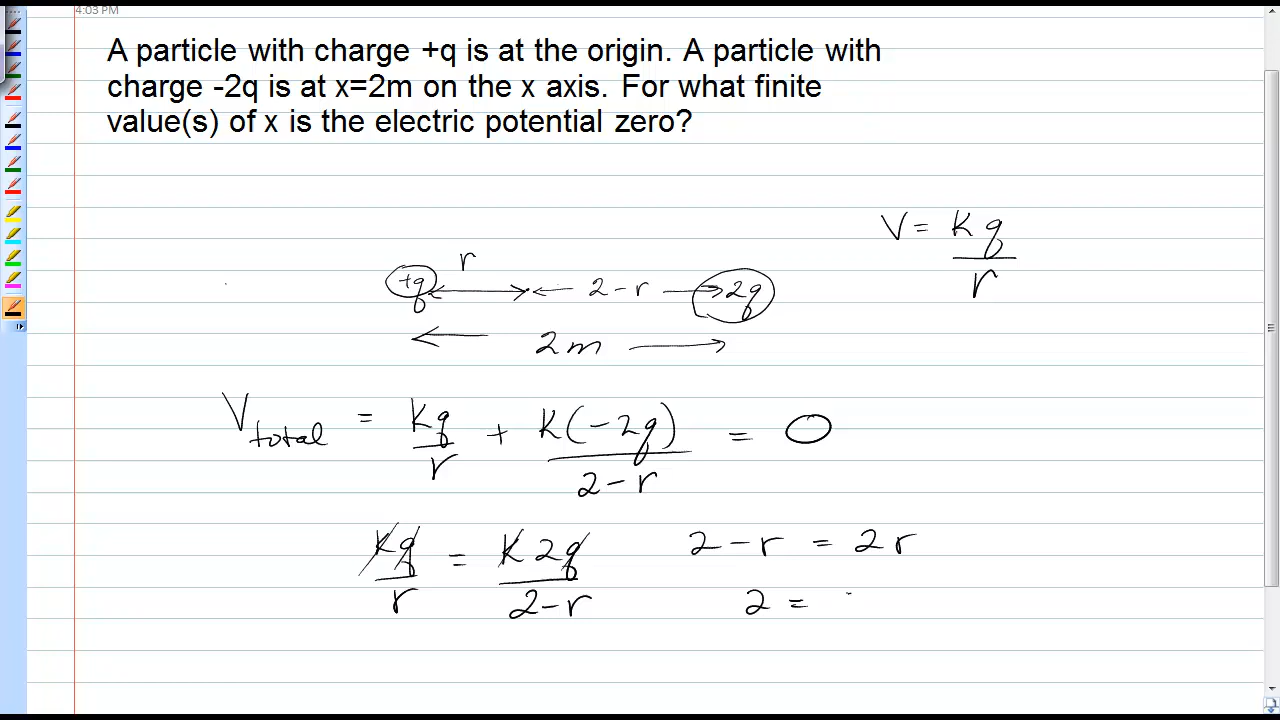 4:03 PM
A particle with charge +q is at the origin. A particle with
charge -2q is at x=2m on the x axis. For what finite
value(s) of x is the electric potential zero?
V = Kq/r
r
+q 2-r -2q
2m
V total = Kq/r + K(-2q)/(2-r) = 0
Kq/r = K2q/(2-r) 2-r = 2r
2 =